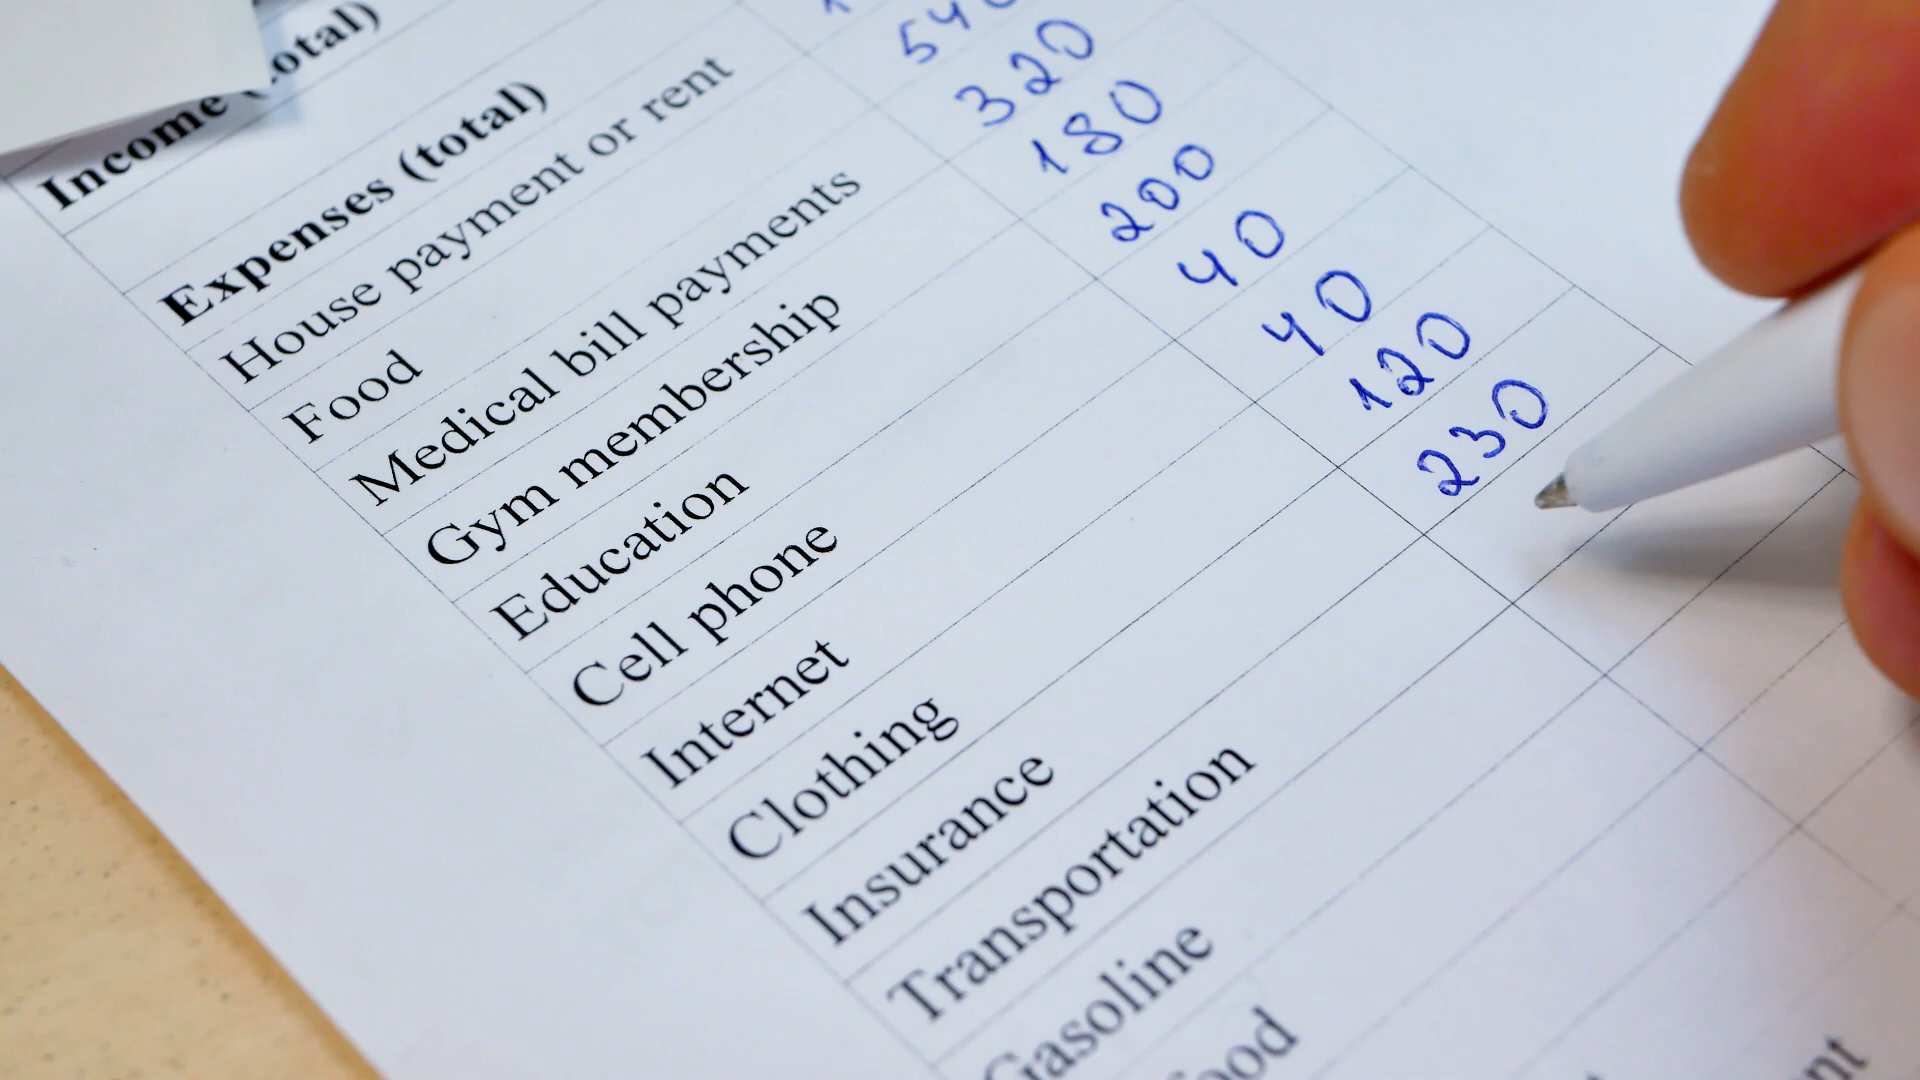 Income (total)
Expenses (total)
House payment or rent
Food 540
Medical bill payments 320
Gym membership 180
Education 200
Cell phone 40
Internet 40
Clothing 120
Insurance 230
Transportation
Gasoline